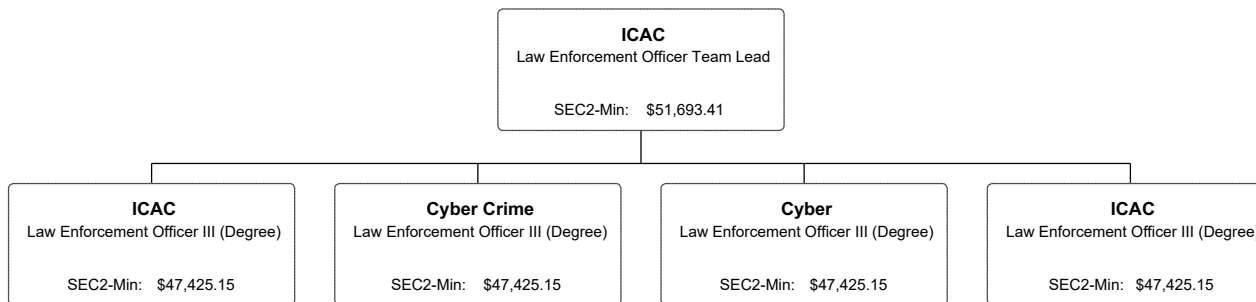 ICAC
Law Enforcement Officer Team Lead
SEC2-Min: $51,693.41
ICAC
Law Enforcement Officer III (Degree)
SEC2-Min: $47,425.15
Cyber Crime
Law Enforcement Officer III (Degree)
SEC2-Min: $47,425.15
Cyber
Law Enforcement Officer III (Degree)
SEC2-Min: $47,425.15
ICAC
Law Enforcement Officer III (Degree)
SEC2-Min: $47,425.15